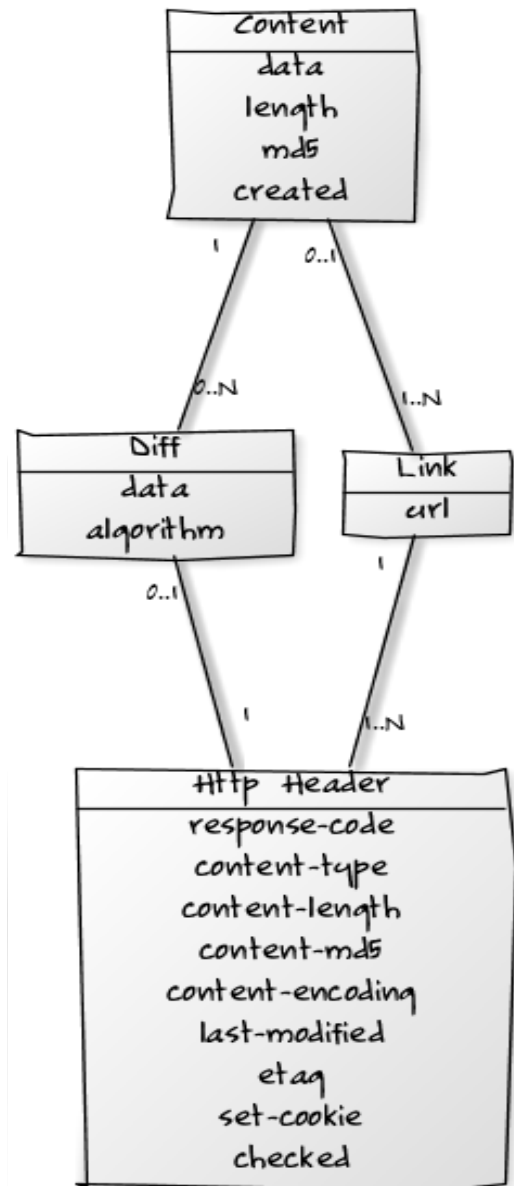 Content
data
length
md5
created
1
0..1
0..N
1..N
Diff
data
algorithm
Link
url
0..1
1
1
1..N
Http Header
response-code
content-type
content-length
content-md5
content-encoding
last-modified
etag
set-cookie
checked